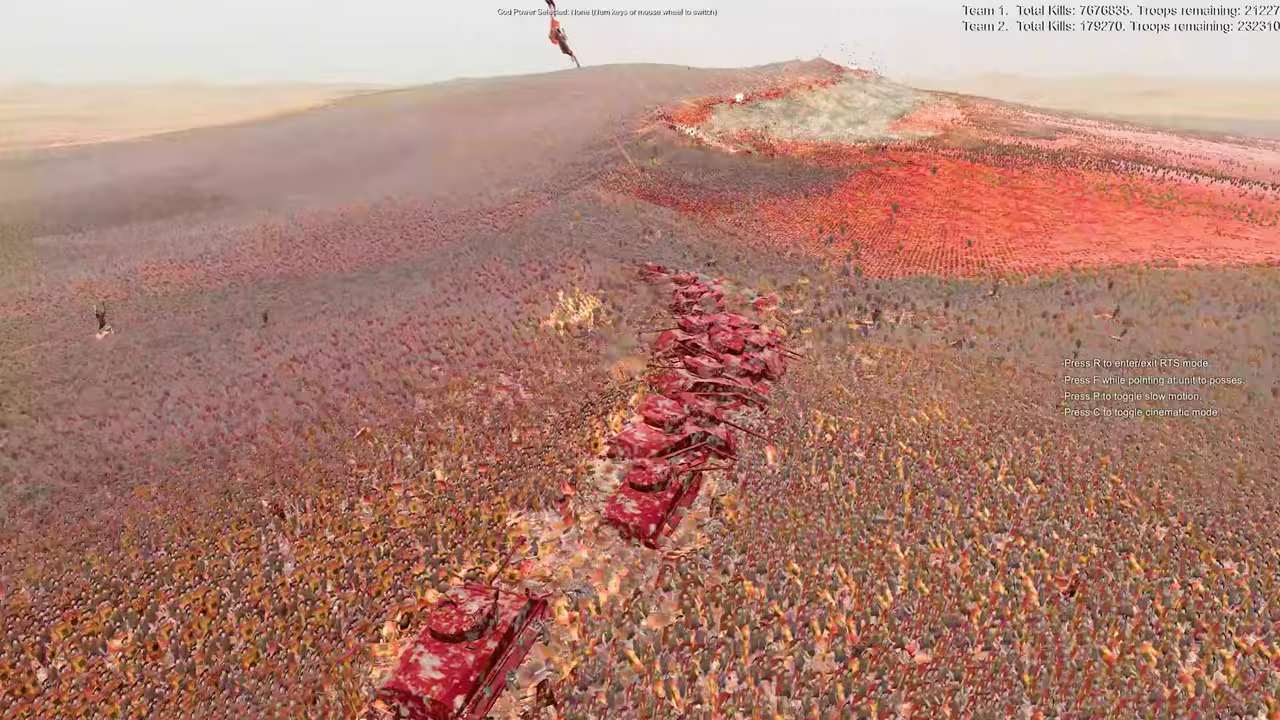 God Power Selected: None (Num keys or mouse wheel to switch)
Team 1. Total Kills: 7676835. Troops remaining: 21227
Team 2. Total Kills: 179270. Troops remaining: 232310
-Press R to enter/exit RTS mode
-Press F while pointing at unit to posses.
-Press P to toggle slow motion.
-Press C to toggle cinematic mode